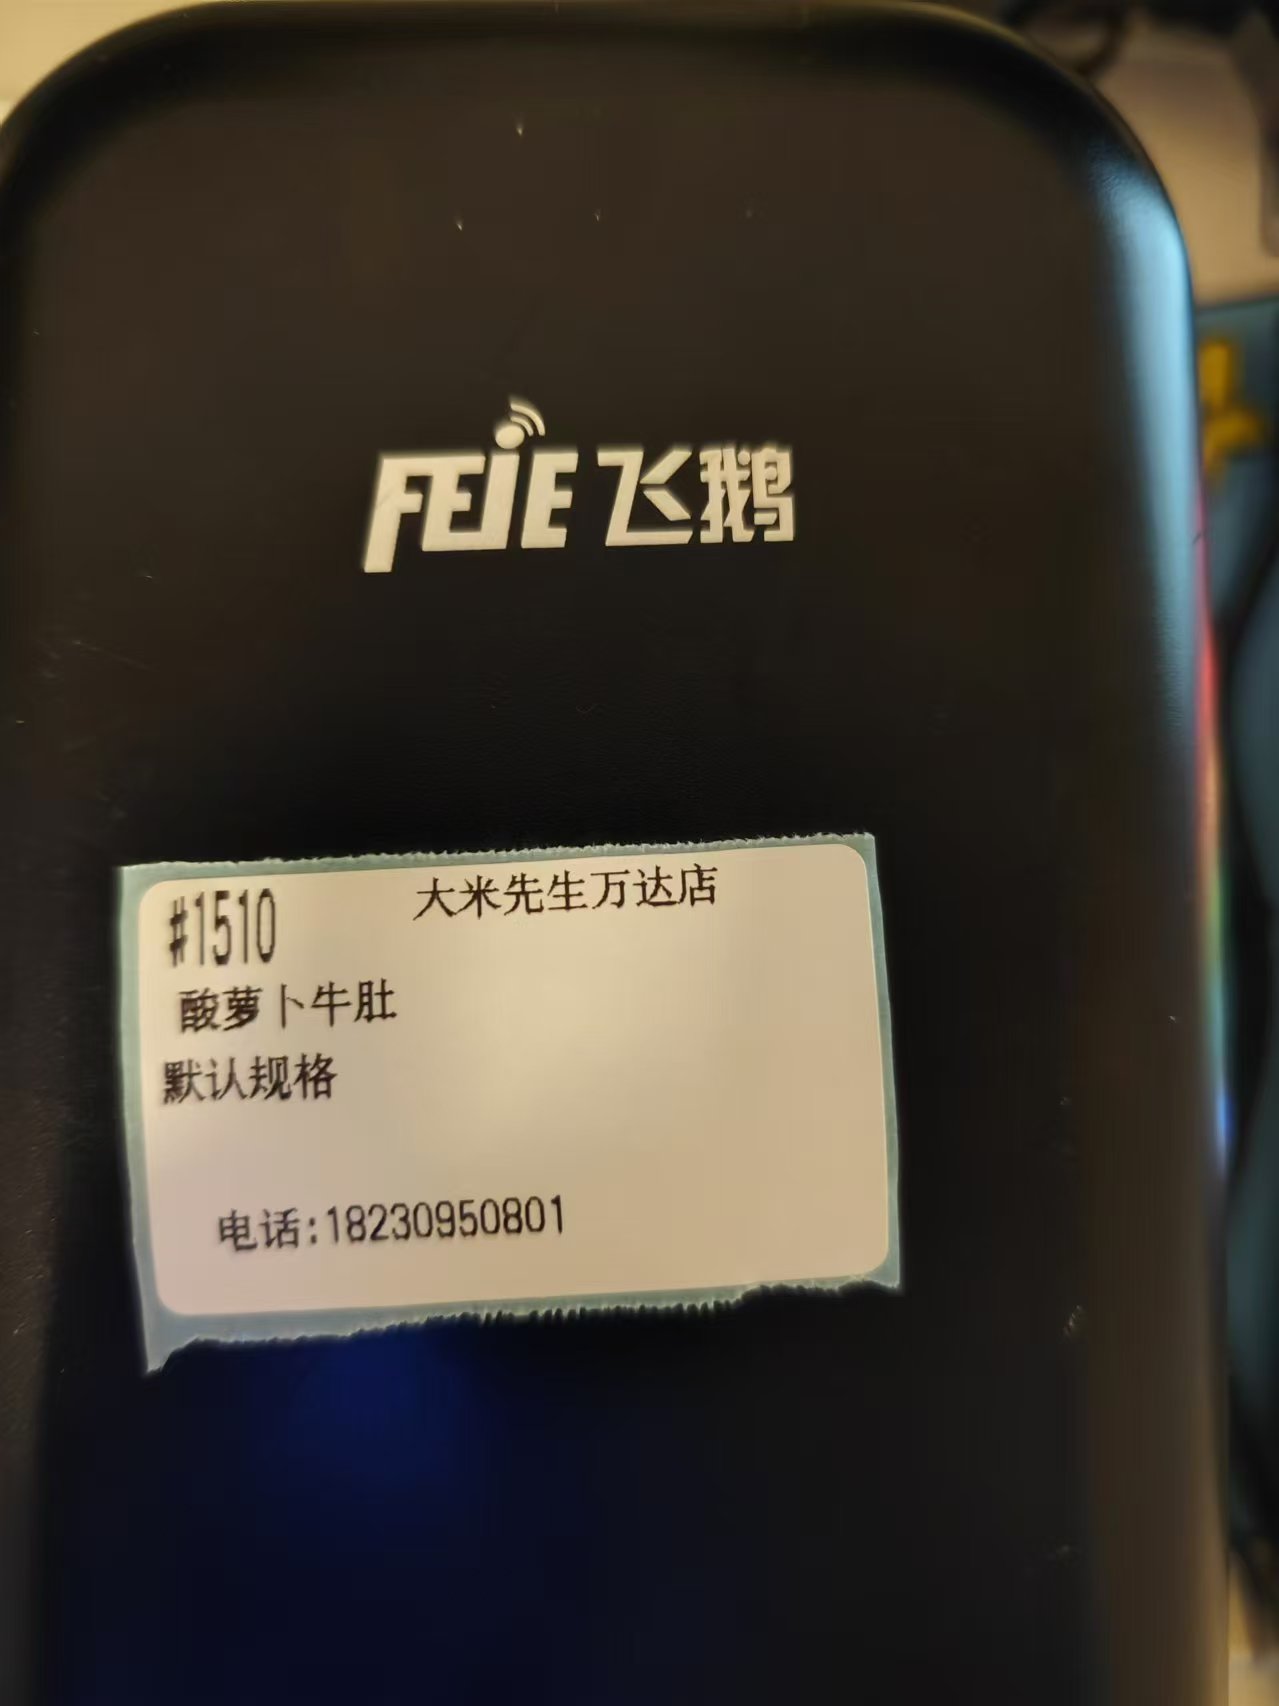 FEIE 飞鹅
#1510 大米先生万达店
酸萝卜牛肚
默认规格
电话:18230950801